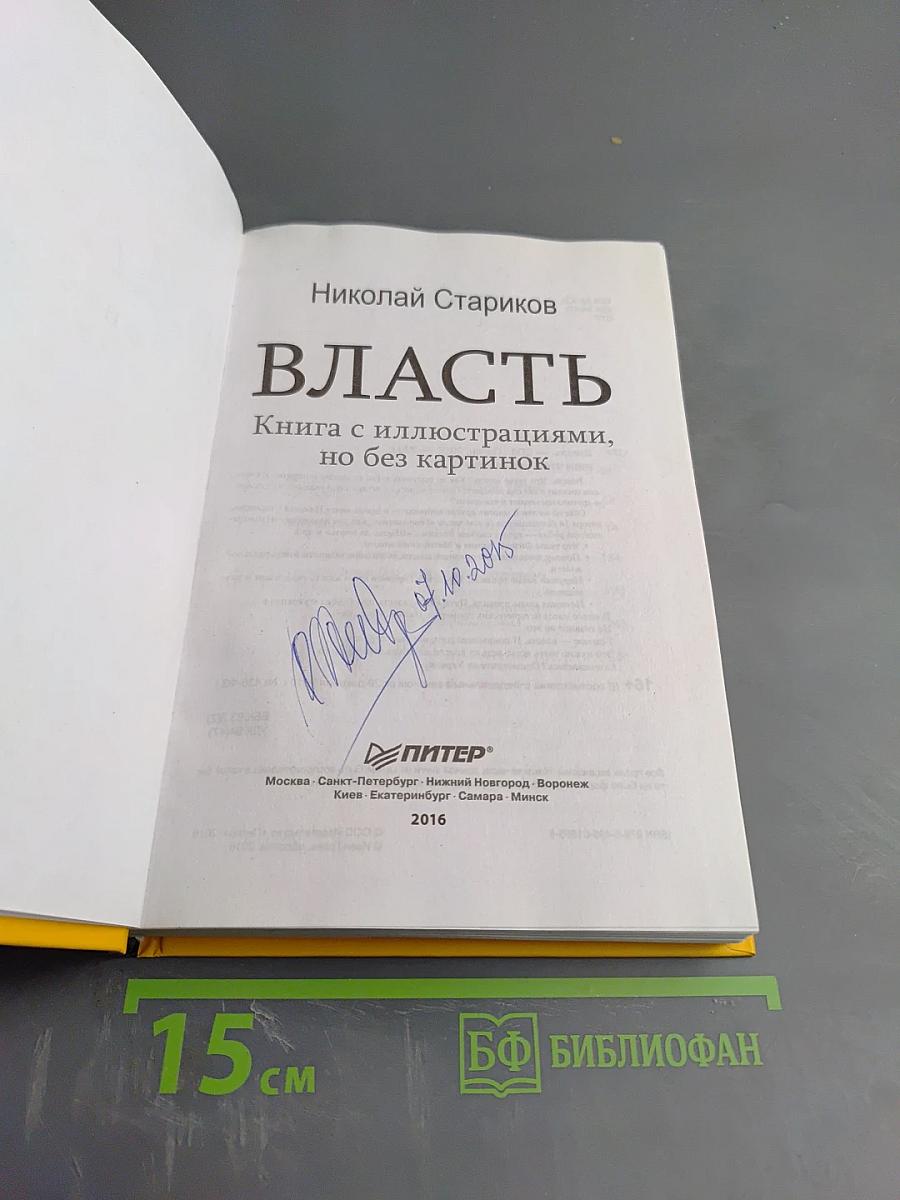 Николай Стариков
ВЛАСТЬ
Книга с иллюстрациями,
но без картинок
07.10.2015
ПИТЕР®
Москва · Санкт-Петербург · Нижний Новгород · Воронеж
Киев · Екатеринбург · Самара · Минск
2016
15 см
БФ БИБЛИОФАН